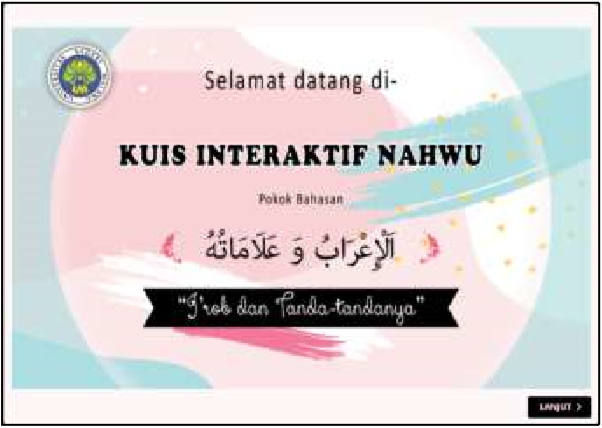 Selamat datang di-
KUIS INTERAKTIF NAHWU
Pokok Bahasan
اَلْإِعْرَابُ وَ عَلَامَاتُهُ
"I'rob dan Tanda-tandanya"
LANJUT >